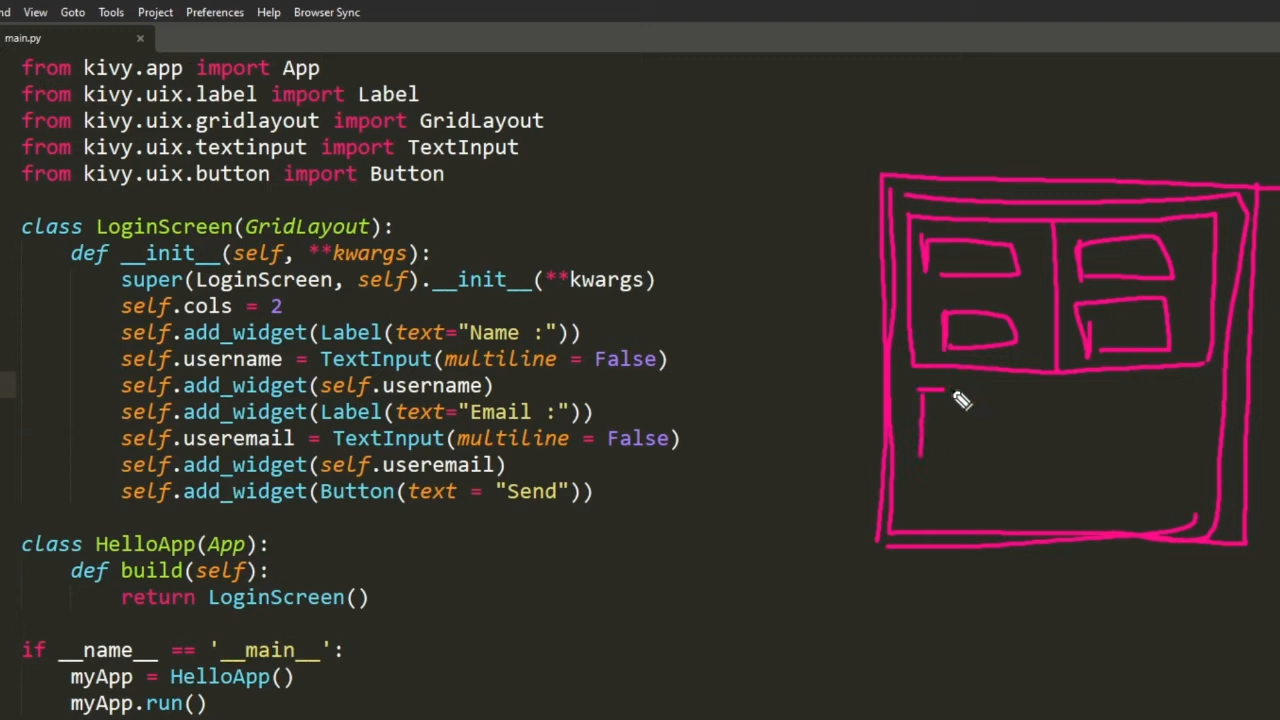 nd View Goto Tools Project Preferences Help Browser Sync
main.py ×
from kivy.app import App
from kivy.uix.label import Label
from kivy.uix.gridlayout import GridLayout
from kivy.uix.textinput import TextInput
from kivy.uix.button import Button
class LoginScreen(GridLayout):
    def __init__(self, **kwargs):
        super(LoginScreen, self).__init__(**kwargs)
        self.cols = 2
        self.add_widget(Label(text="Name :"))
        self.username = TextInput(multiline = False)
        self.add_widget(self.username)
        self.add_widget(Label(text="Email :"))
        self.useremail = TextInput(multiline = False)
        self.add_widget(self.useremail)
        self.add_widget(Button(text = "Send"))
class HelloApp(App):
    def build(self):
        return LoginScreen()
if __name__ == '__main__':
    myApp = HelloApp()
    myApp.run()